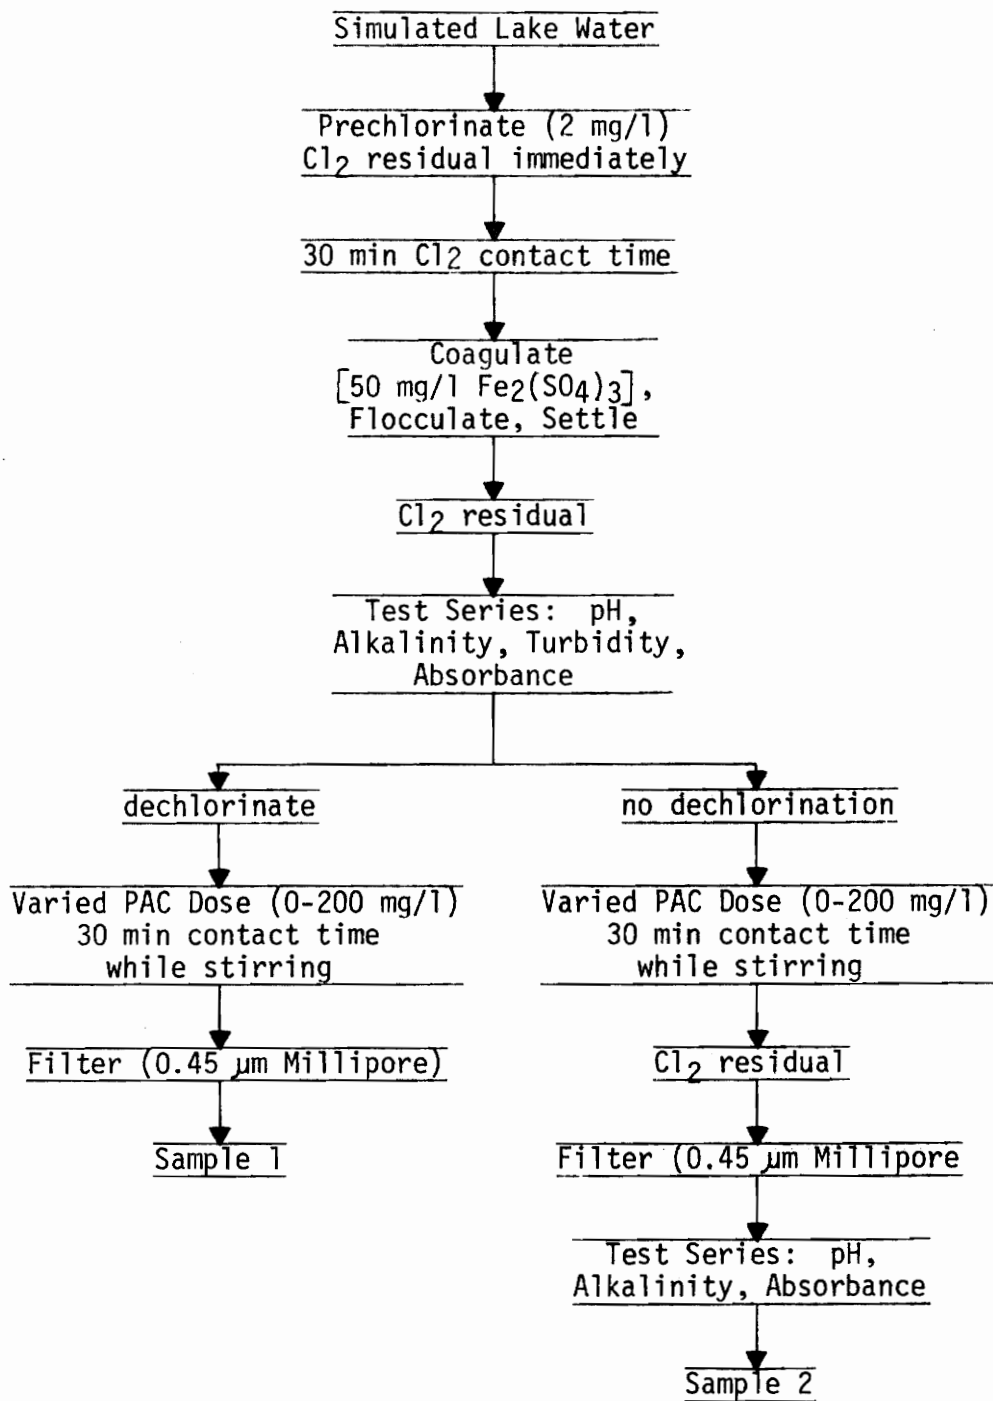 Simulated Lake Water
Prechlorinate (2 mg/l)
Cl2 residual immediately
30 min Cl2 contact time
Coagulate
[50 mg/l Fe2(SO4)3],
Flocculate, Settle
Cl2 residual
Test Series: pH,
Alkalinity, Turbidity,
Absorbance
dechlorinate
Varied PAC Dose (0-200 mg/l)
30 min contact time
while stirring
Filter (0.45 µm Millipore)
Sample 1
no dechlorination
Varied PAC Dose (0-200 mg/l)
30 min contact time
while stirring
Cl2 residual
Filter (0.45 µm Millipore
Test Series: pH,
Alkalinity, Absorbance
Sample 2